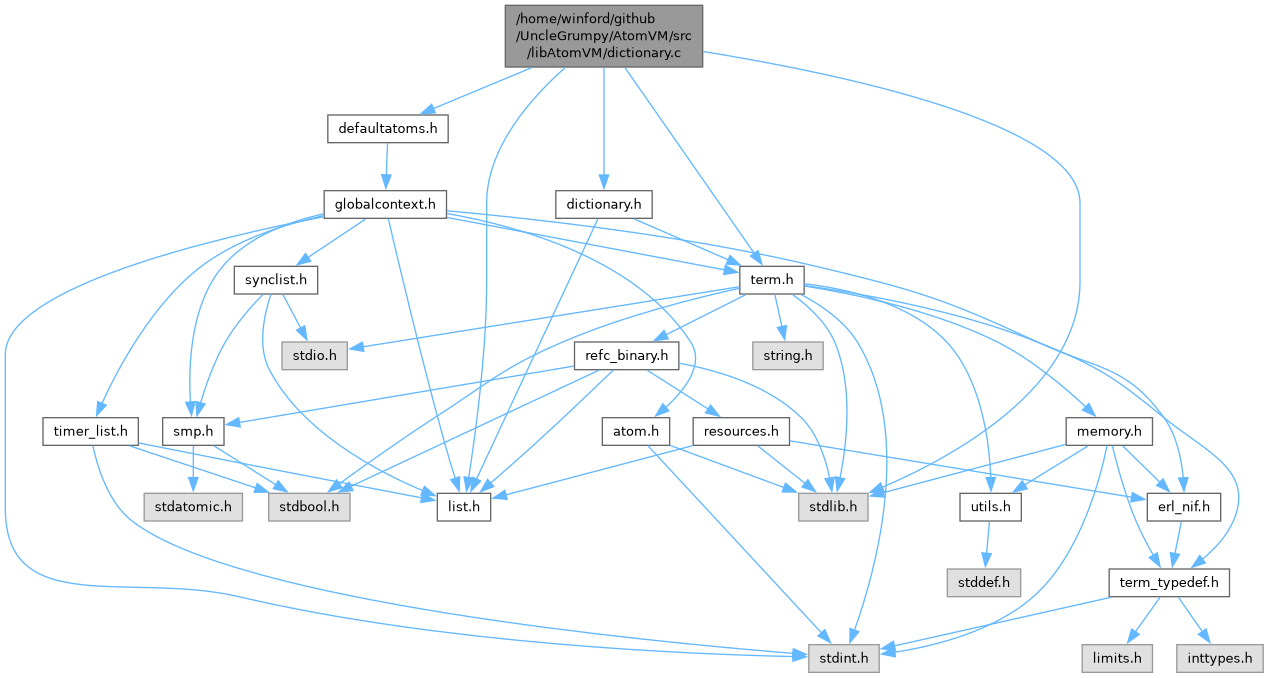 /home/winford/github
/UncleGrumpy/AtomVM/src
/libAtomVM/dictionary.c
defaultatoms.h
globalcontext.h
dictionary.h
synclist.h
term.h
stdio.h
refc_binary.h
string.h
timer_list.h
smp.h
atom.h
resources.h
memory.h
stdatomic.h
stdbool.h
list.h
stdlib.h
utils.h
erl_nif.h
stddef.h
term_typedef.h
stdint.h
limits.h
inttypes.h